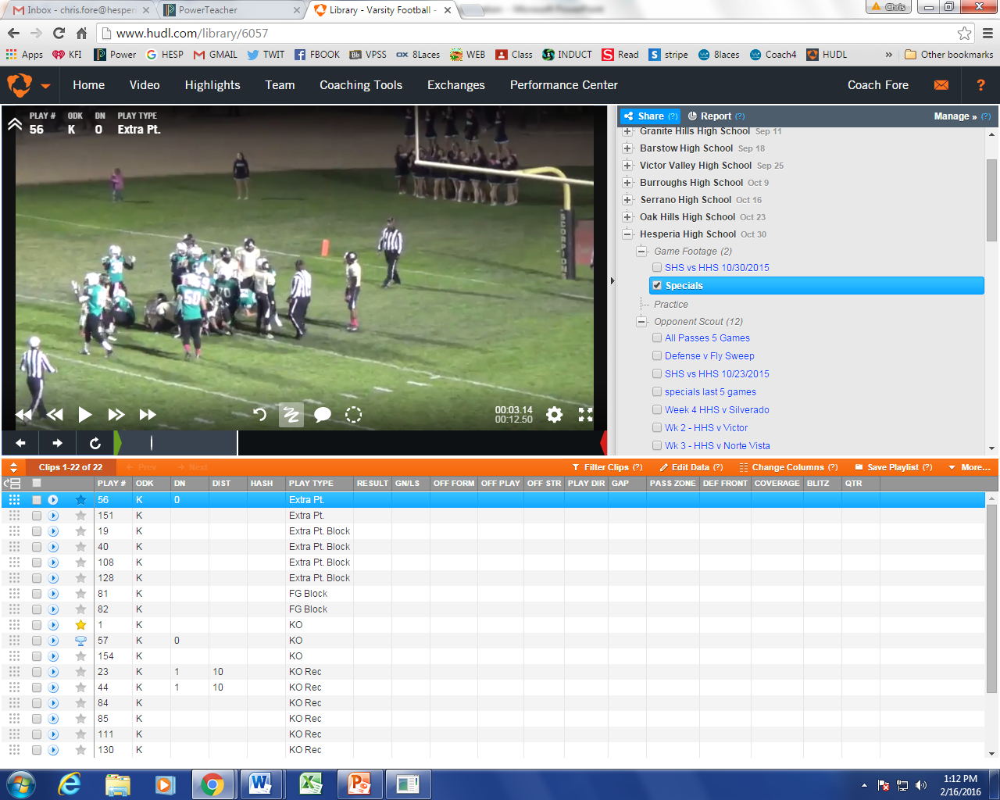 Inbox - chris.fore@hesperi
PowerTeacher
Library - Varsity Football -
Microsoft PowerPoint
Chris
www.hudl.com/library/6057
Apps KFI Power HESP GMAIL TWIT FBOOK VPSS 8Laces WEB Class INDUCT Read stripe 8laces Coach4 HUDL » Other bookmarks
Home Video Highlights Team Coaching Tools Exchanges Performance Center Coach Fore ?
PLAY # ODK DN PLAY TYPE
56 K 0 Extra Pt.
SCORPION
70
50
00:03.14
00:12.50
Share (?) Report (?) Manage » (?)
Granite Hills High School Sep 11
Barstow High School Sep 18
Victor Valley High School Sep 25
Burroughs High School Oct 9
Serrano High School Oct 16
Oak Hills High School Oct 23
Hesperia High School Oct 30
Game Footage (2)
SHS vs HHS 10/30/2015
Specials
Practice
Opponent Scout (12)
All Passes 5 Games
Defense v Fly Sweep
SHS vs HHS 10/23/2015
specials last 5 games
Week 4 HHS v Silverado
Wk 2 - HHS v Victor
Wk 3 - HHS v Norte Vista
Clips 1-22 of 22 Prev Next Filter Clips (?) Edit Data (?) Change Columns (?) Save Playlist (?) More...
PLAY # ODK DN DIST HASH PLAY TYPE RESULT GN/LS OFF FORM OFF PLAY OFF STR PLAY DIR GAP PASS ZONE DEF FRONT COVERAGE BLITZ QTR
56 K 0 Extra Pt.
151 K Extra Pt.
19 K Extra Pt. Block
40 K Extra Pt. Block
108 K Extra Pt. Block
128 K Extra Pt. Block
81 K FG Block
82 K FG Block
1 K KO
57 K 0 KO
154 K KO
23 K 1 10 KO Rec
44 K 1 10 KO Rec
84 K KO Rec
85 K KO Rec
111 K KO Rec
130 K KO Rec
1:12 PM
2/16/2016